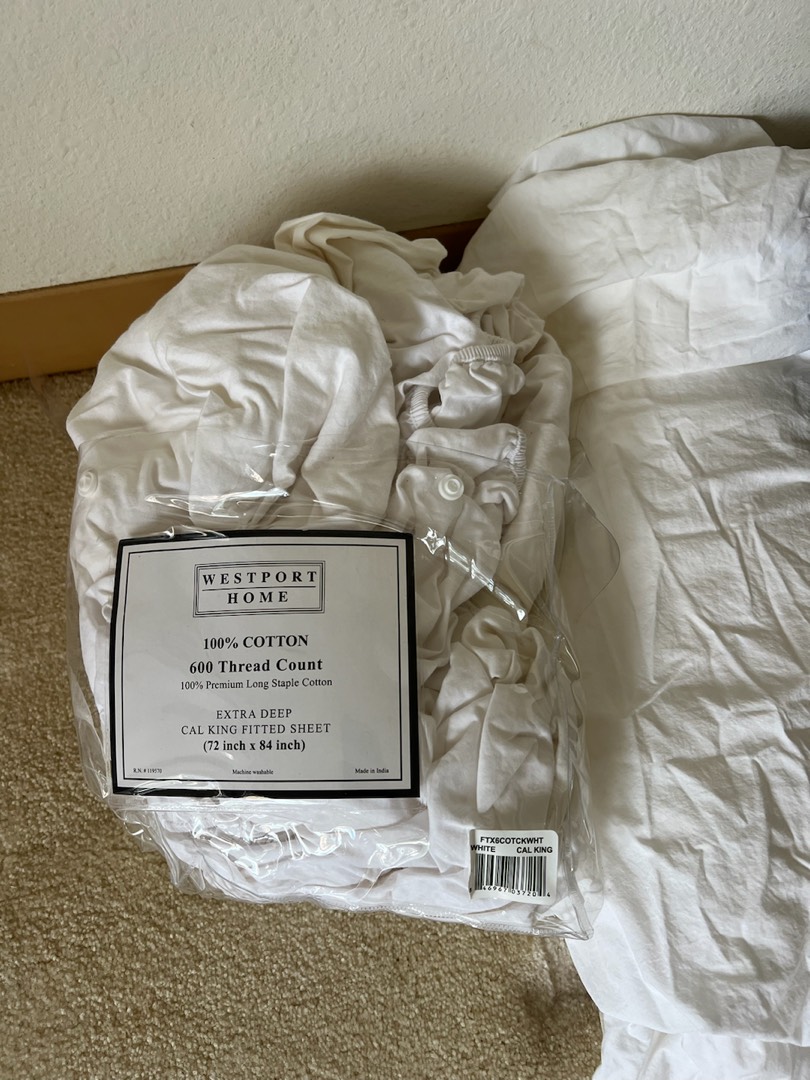 WESTPORT
HOME
100% COTTON
600 Thread Count
100% Premium Long Staple Cotton
EXTRA DEEP
CAL KING FITTED SHEET
(72 inch x 84 inch)
R.N. # 119570 Machine washable Made in India
FTX6COTCKWHT
WHITE CAL KING